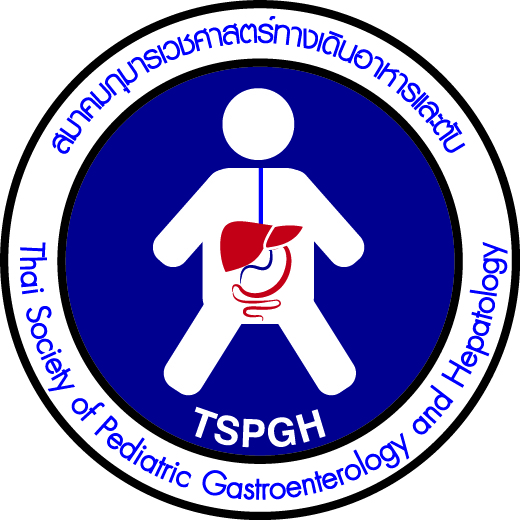 สมาคมกุมารเวชศาสตร์ทางเดินอาหารและตับ
TSPGH
Thai Society of Pediatric Gastroenterology and Hepatology